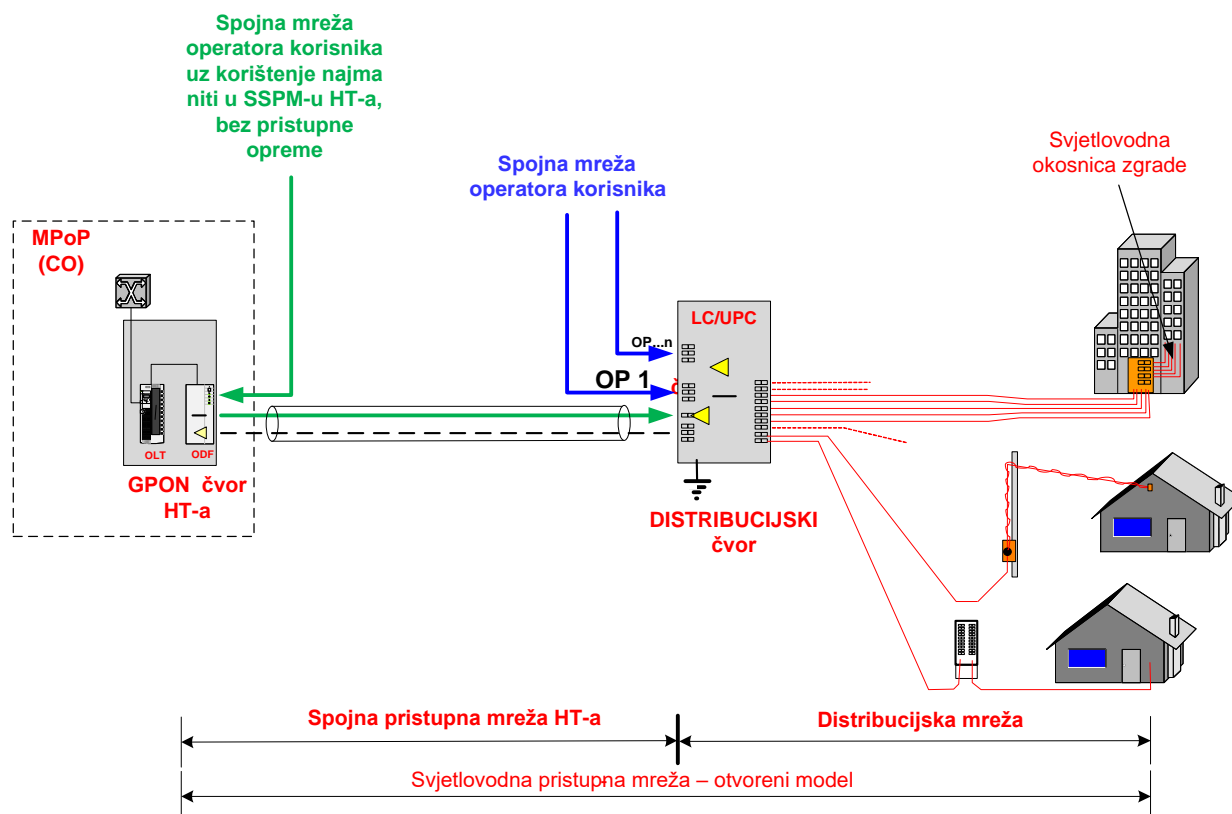 Spojna mreža
operatora korisnika
uz korištenje najma
niti u SSPM-u HT-a,
bez pristupne
opreme
Spojna mreža
operatora korisnika
Svjetlovodna
okosnica zgrade
MPoP
(CO)
LC/UPC
OP...n
OP 1
OLT
ODF
GPON čvor
HT-a
DISTRIBUCIJSKI
čvor
Spojna pristupna mreža HT-a
Distribucijska mreža
Svjetlovodna pristupna mreža – otvoreni model